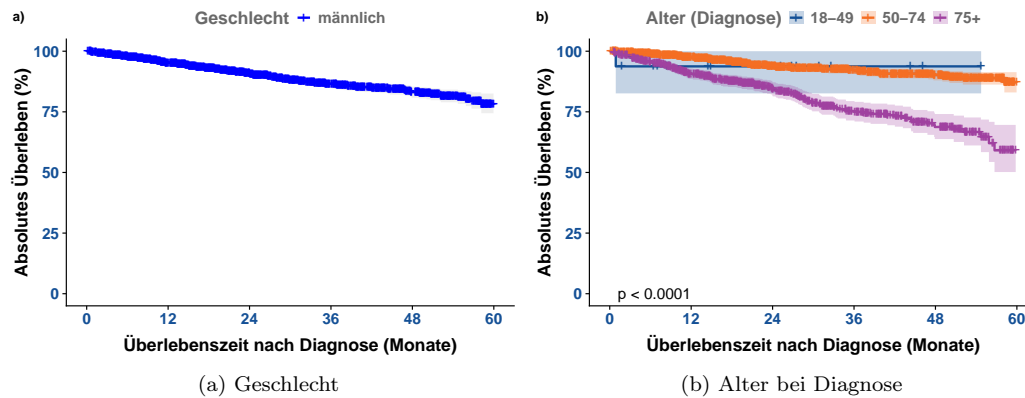 a) Geschlecht männlich
Absolutes Überleben (%)
100
75
50
25
0
0 12 24 36 48 60
Überlebenszeit nach Diagnose (Monate)
(a) Geschlecht
b) Alter (Diagnose) 18–49 50–74 75+
Absolutes Überleben (%)
100
75
50
25
0
p < 0.0001
0 12 24 36 48 60
Überlebenszeit nach Diagnose (Monate)
(b) Alter bei Diagnose